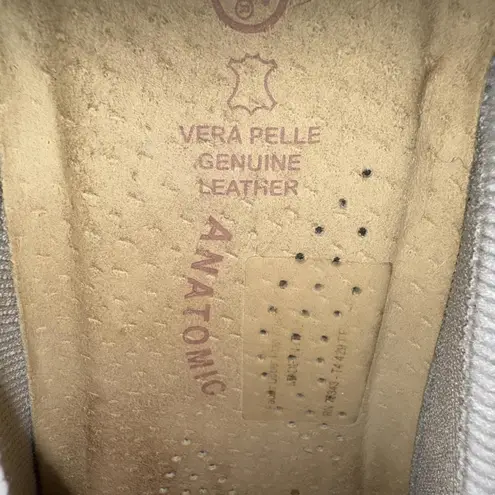 VERA PELLE
GENUINE
LEATHER
ANATOMIC